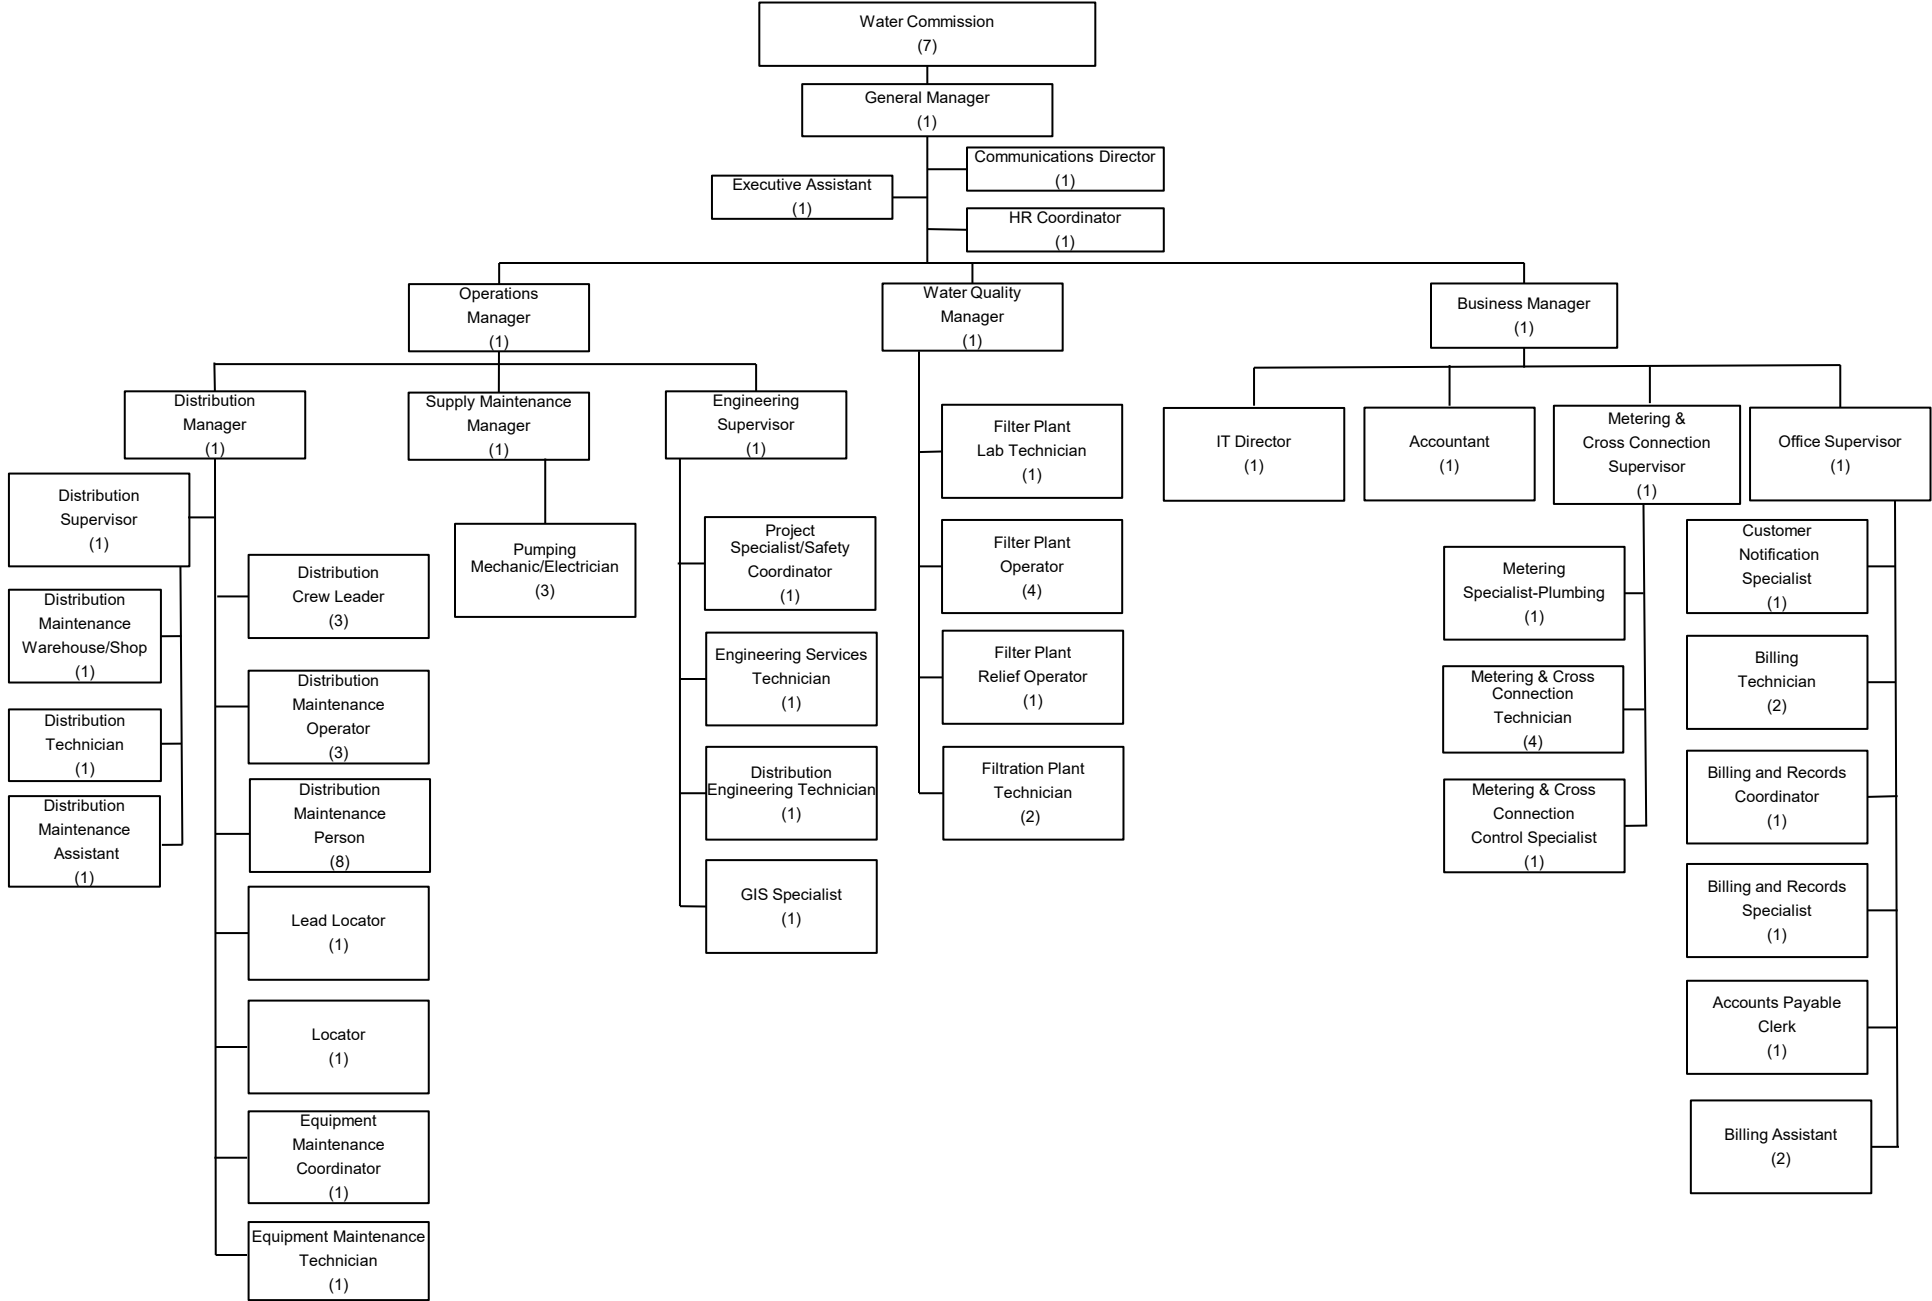 Water Commission
(7)
General Manager
(1)
Communications Director
(1)
Executive Assistant
(1)
HR Coordinator
(1)
Operations
Manager
(1)
Water Quality
Manager
(1)
Business Manager
(1)
Distribution
Manager
(1)
Supply Maintenance
Manager
(1)
Engineering
Supervisor
(1)
Distribution
Supervisor
(1)
Distribution
Maintenance
Warehouse/Shop
(1)
Distribution
Technician
(1)
Distribution
Maintenance
Assistant
(1)
Distribution
Crew Leader
(3)
Distribution
Maintenance
Operator
(3)
Distribution
Maintenance
Person
(8)
Lead Locator
(1)
Locator
(1)
Equipment
Maintenance
Coordinator
(1)
Equipment Maintenance
Technician
(1)
Pumping
Mechanic/Electrician
(3)
Project
Specialist/Safety
Coordinator
(1)
Engineering Services
Technician
(1)
Distribution
Engineering Technician
(1)
GIS Specialist
(1)
Filter Plant
Lab Technician
(1)
Filter Plant
Operator
(4)
Filter Plant
Relief Operator
(1)
Filtration Plant
Technician
(2)
IT Director
(1)
Accountant
(1)
Metering &
Cross Connection
Supervisor
(1)
Office Supervisor
(1)
Metering
Specialist-Plumbing
(1)
Metering & Cross
Connection
Technician
(4)
Metering & Cross
Connection
Control Specialist
(1)
Customer
Notification
Specialist
(1)
Billing
Technician
(2)
Billing and Records
Coordinator
(1)
Billing and Records
Specialist
(1)
Accounts Payable
Clerk
(1)
Billing Assistant
(2)